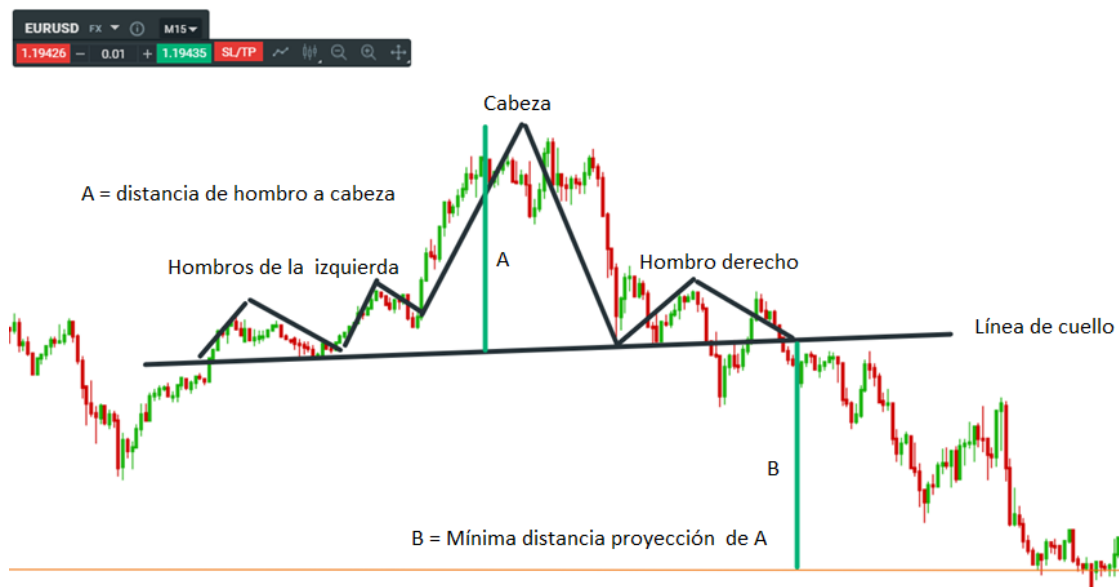 EURUSD FX M15
1.19426 − 0.01 + 1.19435 SL/TP
Cabeza
A = distancia de hombro a cabeza
A
Hombros de la izquierda
Hombro derecho
Línea de cuello
B
B = Mínima distancia proyección de A